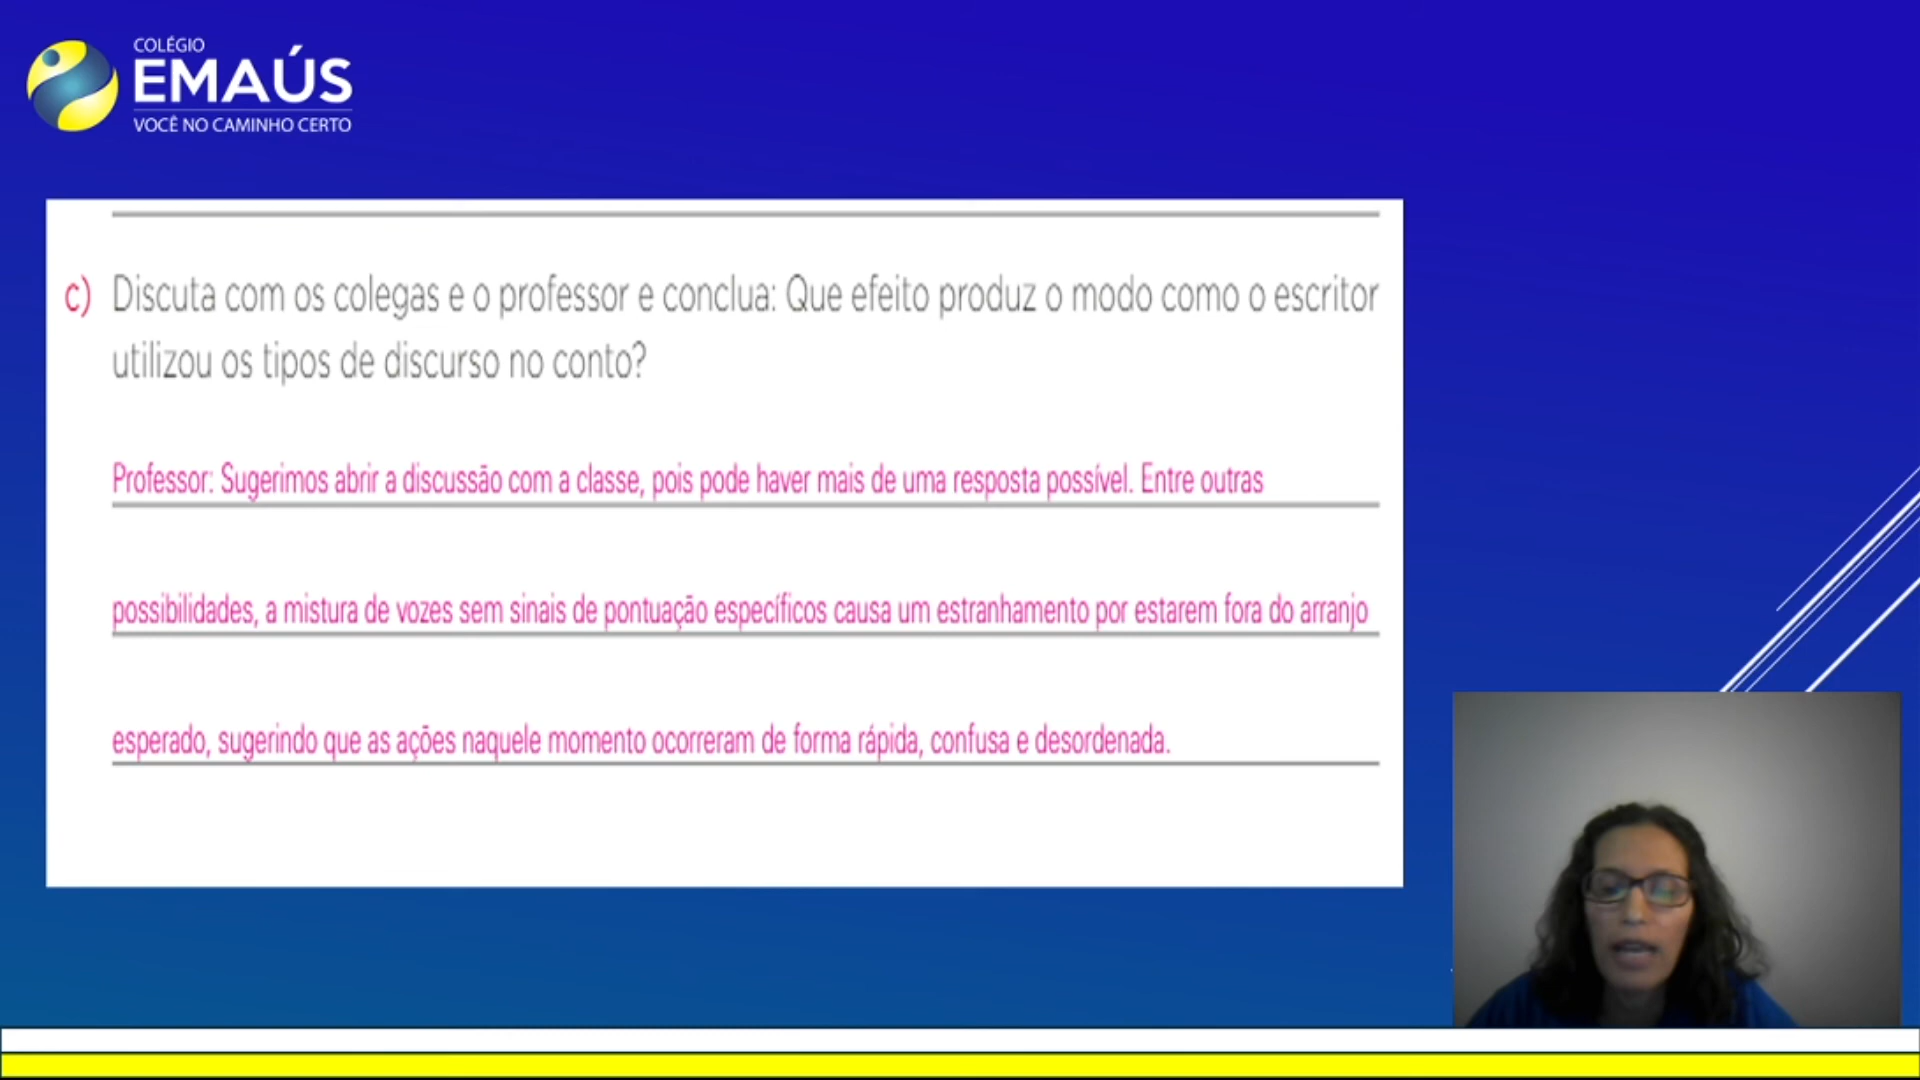 COLÉGIO
EMAÚS
VOCÊ NO CAMINHO CERTO
c) Discuta com os colegas e o professor e conclua: Que efeito produz o modo como o escritor
utilizou os tipos de discurso no conto?
Professor: Sugerimos abrir a discussão com a classe, pois pode haver mais de uma resposta possível. Entre outras
possibilidades, a mistura de vozes sem sinais de pontuação específicos causa um estranhamento por estarem fora do arranjo
esperado, sugerindo que as ações naquele momento ocorreram de forma rápida, confusa e desordenada.